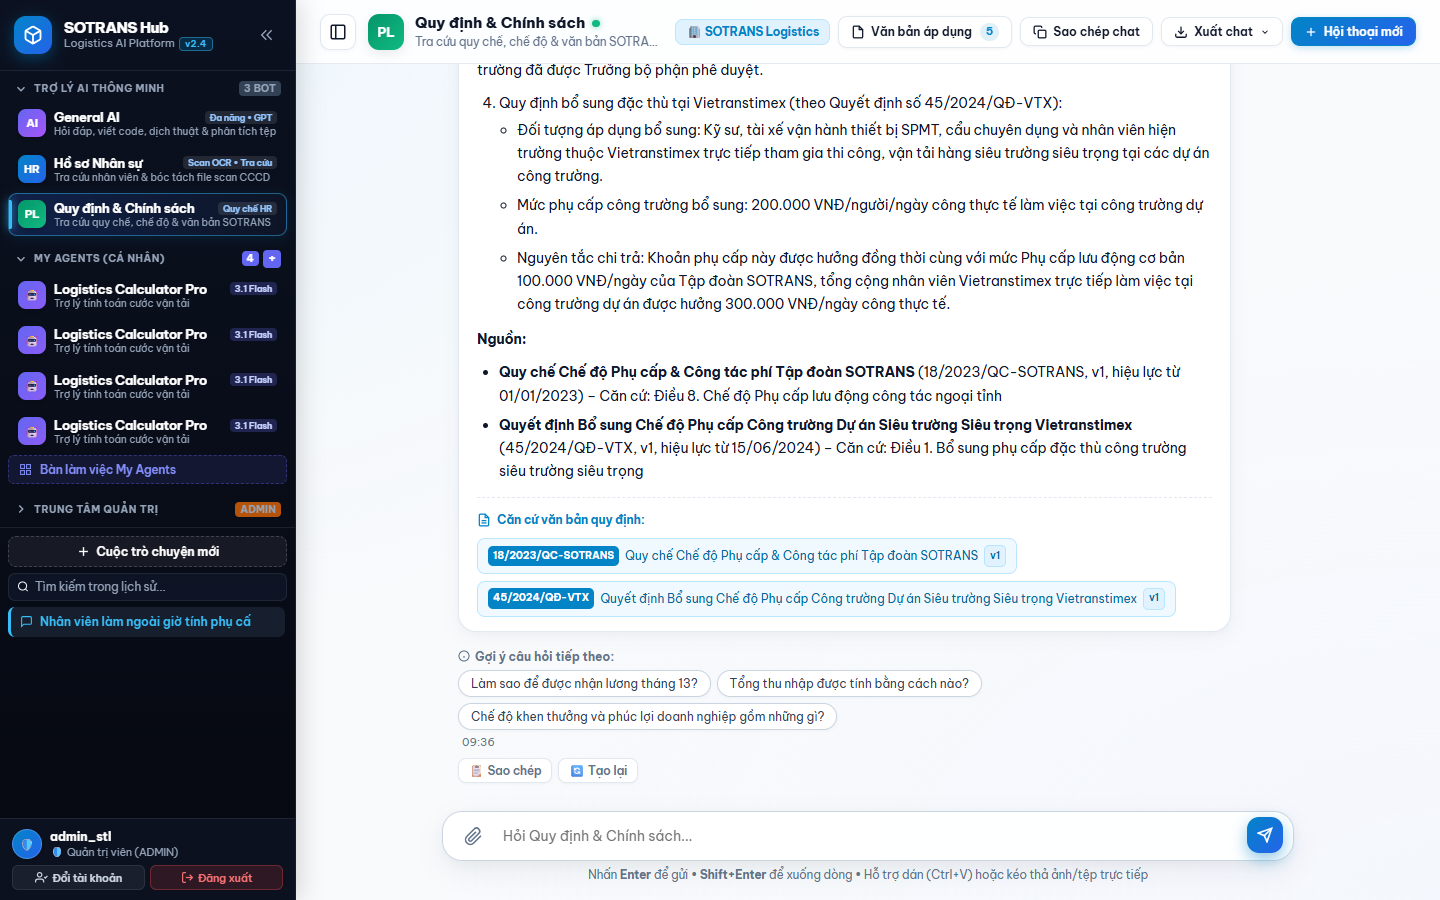 SOTRANS Hub
Logistics AI Platform v2.4
TRỢ LÝ AI THÔNG MINH 3 BOT
AI General AI Đa năng • GPT
Hỏi đáp, viết code, dịch thuật & phân tích tệp
HR Hồ sơ Nhân sự Scan OCR • Tra cứu
Tra cứu nhân viên & bóc tách file scan CCCD
PL Quy định & Chính sách Quy chế HR
Tra cứu quy chế, chế độ & văn bản SOTRANS
MY AGENTS (CÁ NHÂN) 4 +
Logistics Calculator Pro 3.1 Flash
Trợ lý tính toán cước vận tải
Logistics Calculator Pro 3.1 Flash
Trợ lý tính toán cước vận tải
Logistics Calculator Pro 3.1 Flash
Trợ lý tính toán cước vận tải
Logistics Calculator Pro 3.1 Flash
Trợ lý tính toán cước vận tải
Bàn làm việc My Agents
TRUNG TÂM QUẢN TRỊ ADMIN
+ Cuộc trò chuyện mới
Tìm kiếm trong lịch sử...
Nhân viên làm ngoài giờ tính phụ cấ
admin_stl
Quản trị viên (ADMIN)
Đổi tài khoản Đăng xuất
PL Quy định & Chính sách
Tra cứu quy chế, chế độ & văn bản SOTRA...
SOTRANS Logistics Văn bản áp dụng 5 Sao chép chat Xuất chat + Hội thoại mới
trường đã được Trưởng bộ phận phê duyệt.
4. Quy định bổ sung đặc thù tại Vietranstimex (theo Quyết định số 45/2024/QĐ-VTX):
Đối tượng áp dụng bổ sung: Kỹ sư, tài xế vận hành thiết bị SPMT, cẩu chuyên dụng và nhân viên hiện
trường thuộc Vietranstimex trực tiếp tham gia thi công, vận tải hàng siêu trường siêu trọng tại các dự án
công trường.
Mức phụ cấp công trường bổ sung: 200.000 VNĐ/người/ngày công thực tế làm việc tại công trường dự
án.
Nguyên tắc chi trả: Khoản phụ cấp này được hưởng đồng thời cùng với mức Phụ cấp lưu động cơ bản
100.000 VNĐ/ngày của Tập đoàn SOTRANS, tổng cộng nhân viên Vietranstimex trực tiếp làm việc tại
công trường dự án được hưởng 300.000 VNĐ/ngày công thực tế.
Nguồn:
• Quy chế Chế độ Phụ cấp & Công tác phí Tập đoàn SOTRANS (18/2023/QC-SOTRANS, v1, hiệu lực từ
01/01/2023) – Căn cứ: Điều 8. Chế độ Phụ cấp lưu động công tác ngoại tỉnh
• Quyết định Bổ sung Chế độ Phụ cấp Công trường Dự án Siêu trường Siêu trọng Vietranstimex
(45/2024/QĐ-VTX, v1, hiệu lực từ 15/06/2024) – Căn cứ: Điều 1. Bổ sung phụ cấp đặc thù công trường
siêu trường siêu trọng
Căn cứ văn bản quy định:
18/2023/QC-SOTRANS Quy chế Chế độ Phụ cấp & Công tác phí Tập đoàn SOTRANS v1
45/2024/QĐ-VTX Quyết định Bổ sung Chế độ Phụ cấp Công trường Dự án Siêu trường Siêu trọng Vietranstimex v1
Gợi ý câu hỏi tiếp theo:
Làm sao để được nhận lương tháng 13? Tổng thu nhập được tính bằng cách nào?
Chế độ khen thưởng và phúc lợi doanh nghiệp gồm những gì?
09:36
Sao chép Tạo lại
Hỏi Quy định & Chính sách...
Nhấn Enter để gửi • Shift+Enter để xuống dòng • Hỗ trợ dán (Ctrl+V) hoặc kéo thả ảnh/tệp trực tiếp